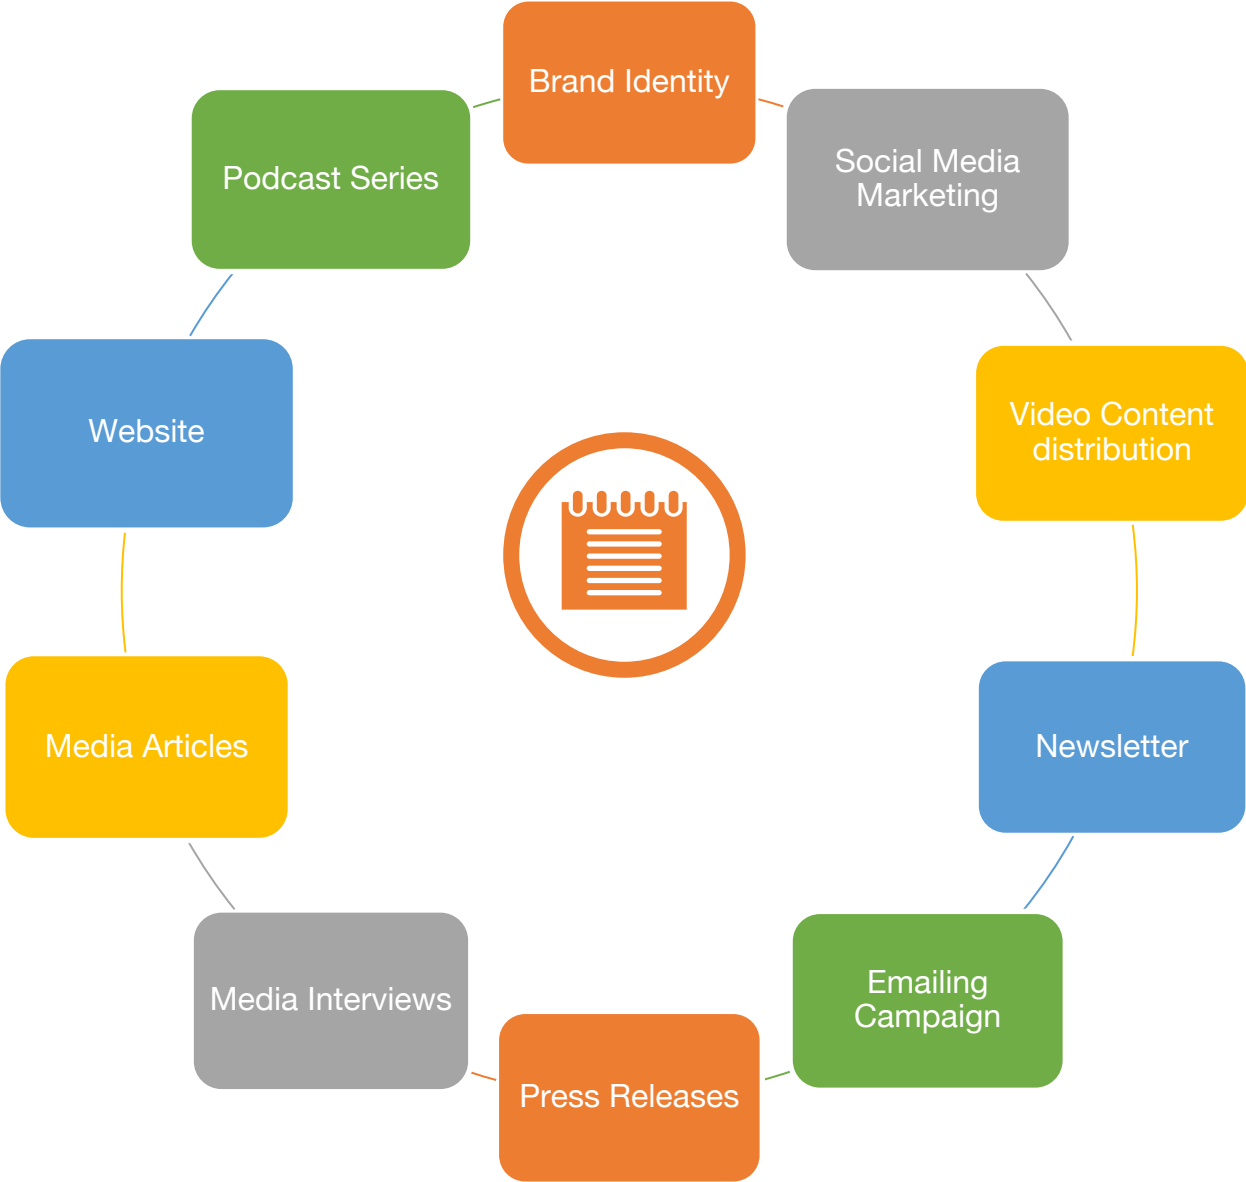 Brand Identity
Social Media
Marketing
Video Content
distribution
Newsletter
Emailing
Campaign
Press Releases
Media Interviews
Media Articles
Website
Podcast Series